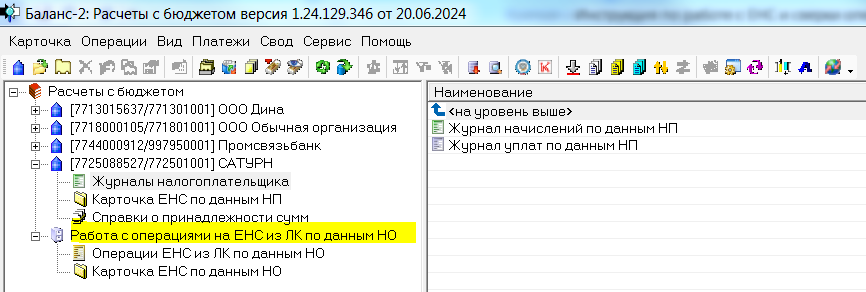 Баланс-2: Расчеты с бюджетом версия 1.24.129.346 от 20.06.2024
Карточка Операции Вид Платежи Свод Сервис Помощь
Расчеты с бюджетом
[7713015637/771301001] ООО Дина
[7718000105/771801001] ООО Обычная организация
[7744000912/997950001] Промсвязьбанк
[7725088527/772501001] САТУРН
Журналы налогоплательщика
Карточка ЕНС по данным НП
Справки о принадлежности сумм
Работа с операциями на ЕНС из ЛК по данным НО
Операции ЕНС из ЛК по данным НО
Карточка ЕНС по данным НО
Наименование
<на уровень выше>
Журнал начислений по данным НП
Журнал уплат по данным НП